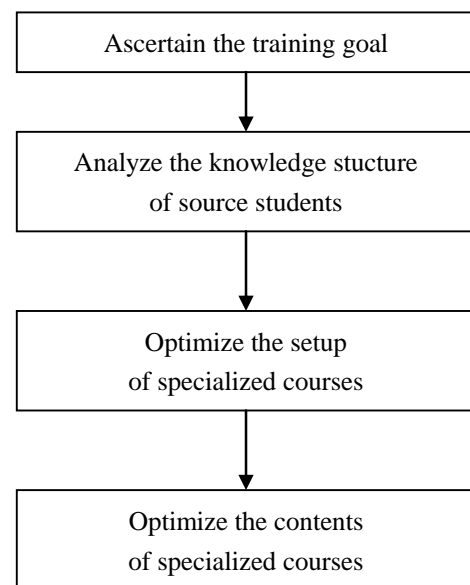 Ascertain the training goal
Analyze the knowledge stucture
of source students
Optimize the setup
of specialized courses
Optimize the contents
of specialized courses